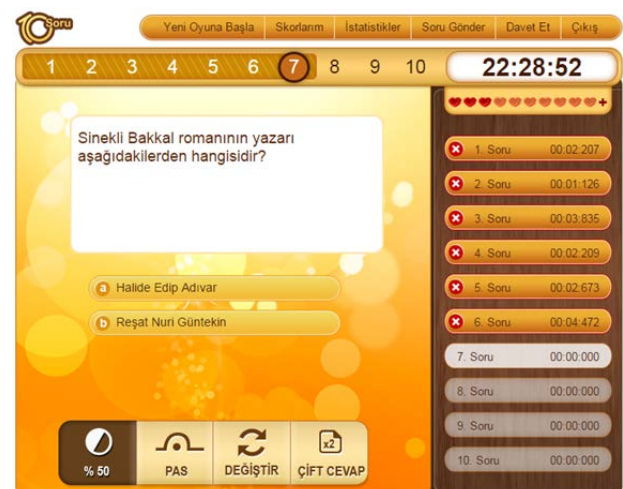 10 Soru
Yeni Oyuna Başla Skorlarım İstatistikler Soru Gönder Davet Et Çıkış
1 2 3 4 5 6 7 8 9 10 22:28:52
+
Sinekli Bakkal romanının yazarı
aşağıdakilerden hangisidir?
a Halide Edip Adıvar
b Reşat Nuri Güntekin
1. Soru 00:02:207
2. Soru 00:01:126
3. Soru 00:03:835
4. Soru 00:02:209
5. Soru 00:02:673
6. Soru 00:04:472
7. Soru 00:00:000
8. Soru 00:00:000
9. Soru 00:00:000
10. Soru 00:00:000
x2
% 50 PAS DEĞİŞTİR ÇİFT CEVAP